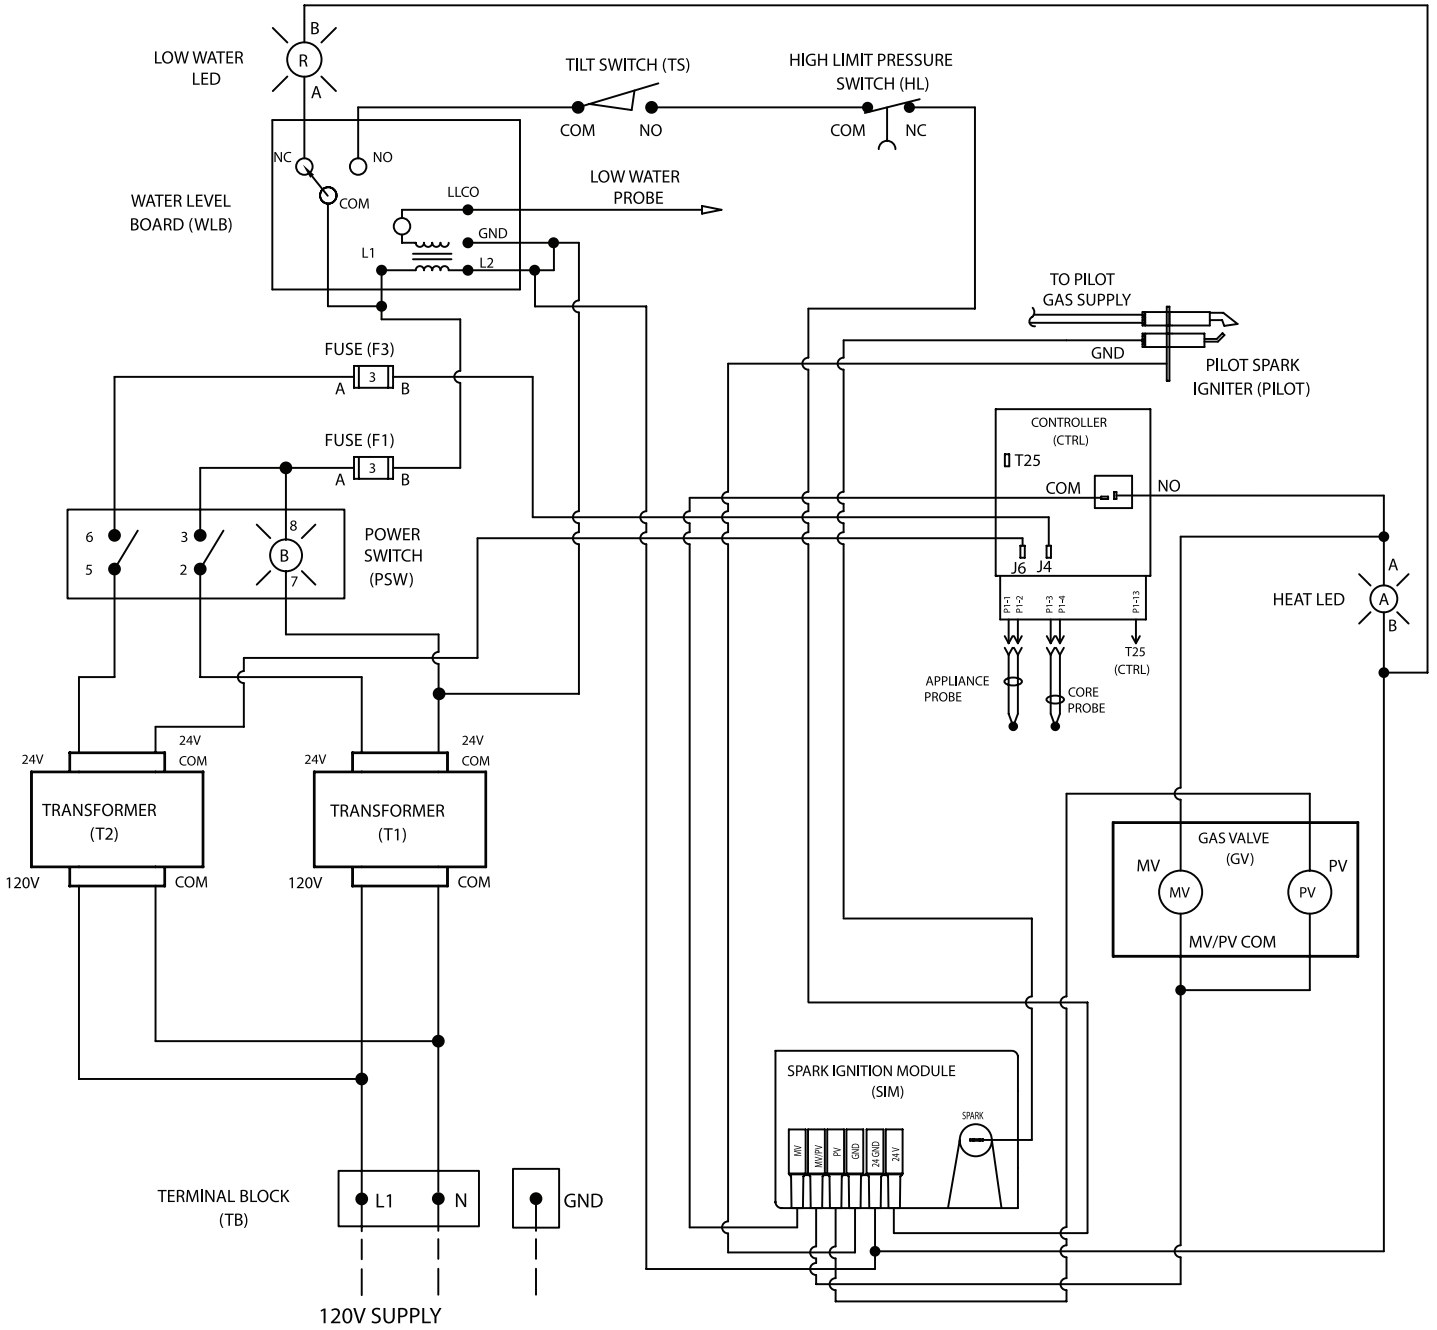 B
LOW WATER
LED
R
A
TILT SWITCH (TS)
COM
NO
HIGH LIMIT PRESSURE
SWITCH (HL)
COM
NC
NC
NO
COM
WATER LEVEL
BOARD (WLB)
LLCO
LOW WATER
PROBE
GND
L1
L2
TO PILOT
GAS SUPPLY
GND
PILOT SPARK
IGNITER (PILOT)
FUSE (F3)
A
3
B
FUSE (F1)
A
3
B
CONTROLLER
(CTRL)
T25
COM
NO
J6
J4
P1-1
P1-2
P1-3
P1-4
P1-13
T25
(CTRL)
APPLIANCE
PROBE
CORE
PROBE
6
5
3
2
8
B
7
POWER
SWITCH
(PSW)
HEAT LED
A
A
B
24V
24V
COM
TRANSFORMER
(T2)
120V
COM
24V
24V
COM
TRANSFORMER
(T1)
120V
COM
GAS VALVE
(GV)
MV
MV
PV
PV
MV/PV COM
SPARK IGNITION MODULE
(SIM)
SPARK
MV
MV/PV
PV
GND
24 GND
24 V
TERMINAL BLOCK
(TB)
L1
N
GND
120V SUPPLY